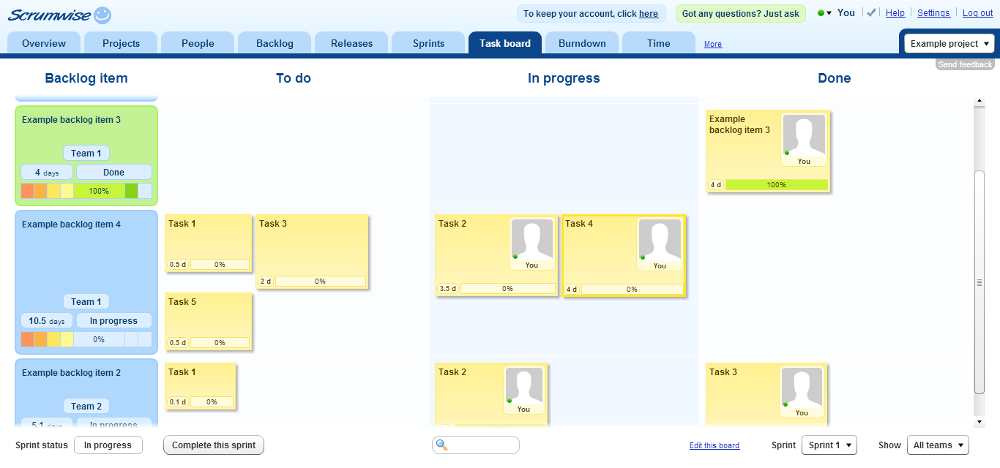 Scrumwise
To keep your account, click here
Got any questions? Just ask
You
Help
Settings
Log out
Overview
Projects
People
Backlog
Releases
Sprints
Task board
Burndown
Time
More
Example project
Send feedback
Backlog item
To do
In progress
Done
Example backlog item 3
Team 1
4 days
Done
100%
Example
backlog item 3
You
4 d
100%
Example backlog item 4
Team 1
10.5 days
In progress
0%
Task 1
0.5 d
0%
Task 3
2 d
0%
Task 5
0.5 d
0%
Task 2
You
3.5 d
0%
Task 4
You
4 d
0%
Example backlog item 2
Team 2
5.1 days
In progress
Task 1
0.1 d
0%
Task 2
You
Task 3
You
Sprint status
In progress
Complete this sprint
Edit this board
Sprint
Sprint 1
Show
All teams